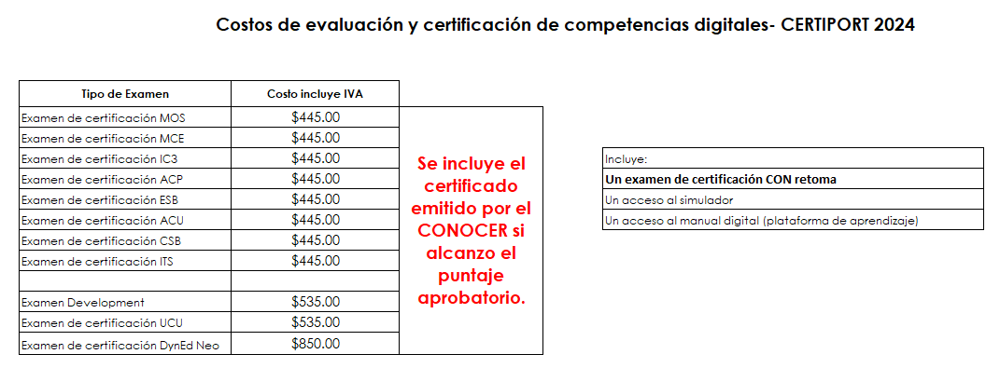 Costos de evaluación y certificación de competencias digitales- CERTIPORT 2024
Tipo de Examen Costo incluye IVA
Examen de certificación MOS $445.00
Examen de certificación MCE $445.00
Examen de certificación IC3 $445.00
Examen de certificación ACP $445.00
Examen de certificación ESB $445.00
Examen de certificación ACU $445.00
Examen de certificación CSB $445.00
Examen de certificación ITS $445.00
Examen Development $535.00
Examen de certificación UCU $535.00
Examen de certificación DynEd Neo $850.00
Se incluye el
certificado
emitido por el
CONOCER si
alcanzo el
puntaje
aprobatorio.
Incluye:
Un examen de certificación CON retoma
Un acceso al simulador
Un acceso al manual digital (plataforma de aprendizaje)